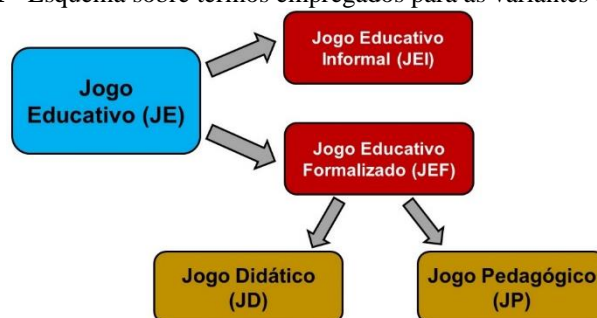 Esquema sobre termos empregados para as variantes
Jogo
Educativo (JE)
Jogo Educativo
Informal (JEI)
Jogo Educativo
Formalizado (JEF)
Jogo Didático
(JD)
Jogo Pedagógico
(JP)